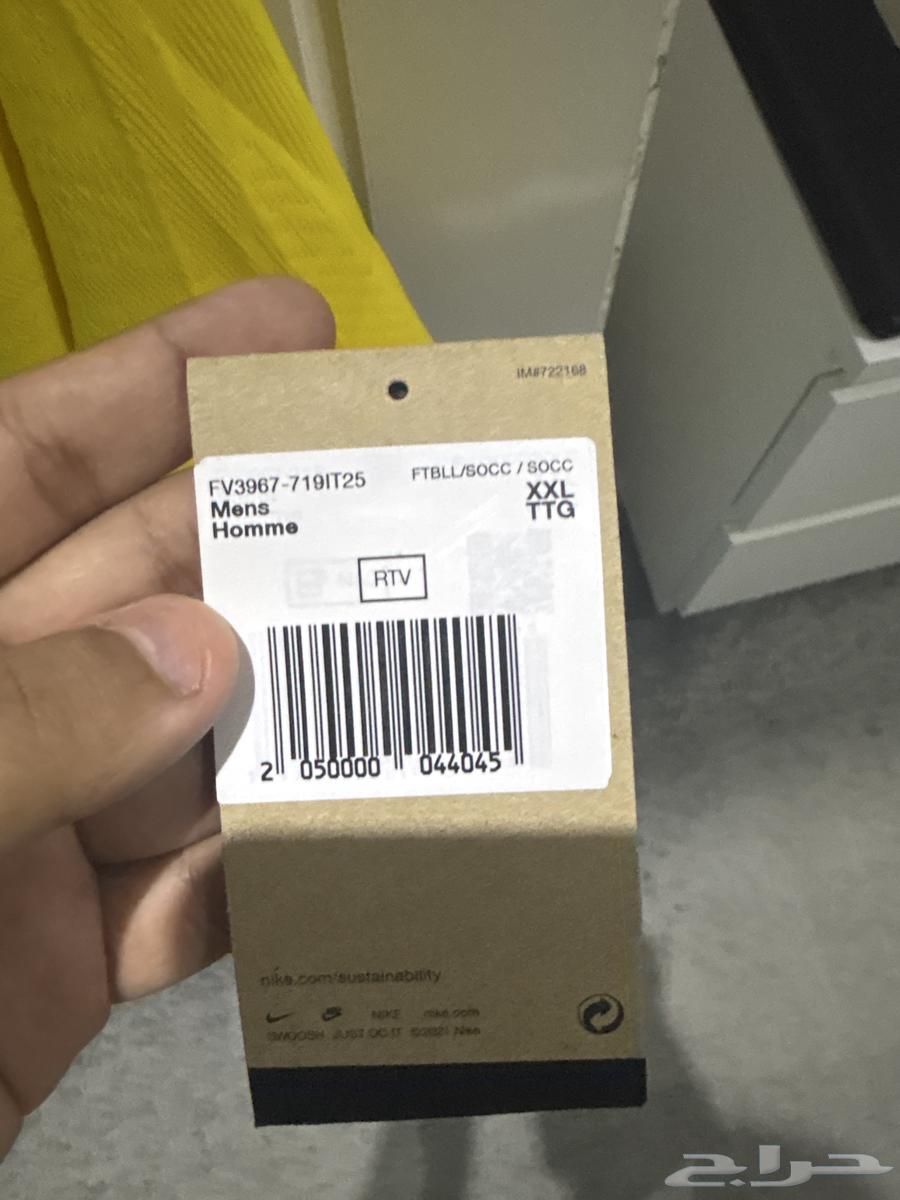 IM#722168
FV3967-719IT25
FTBLL/SOCC / SOCC
Mens
XXL
Homme
TTG
RTV
2 050000 044045
nike.com/sustainability
NIKE nike.com
SWOOSH JUST DO IT ©2021 Nike
حراج